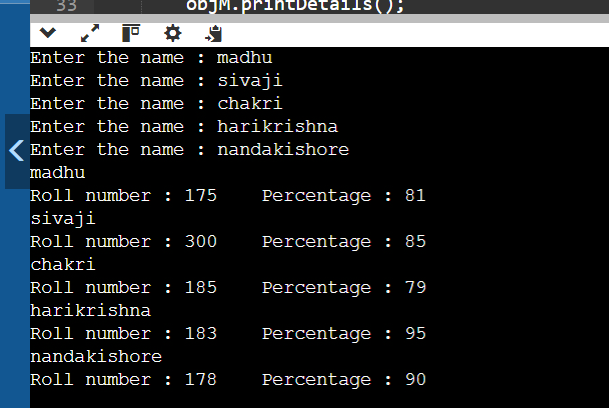 33 objM.printDetails();
Enter the name : madhu
Enter the name : sivaji
Enter the name : chakri
Enter the name : harikrishna
Enter the name : nandakishore
madhu
Roll number : 175    Percentage : 81
sivaji
Roll number : 300    Percentage : 85
chakri
Roll number : 185    Percentage : 79
harikrishna
Roll number : 183    Percentage : 95
nandakishore
Roll number : 178    Percentage : 90